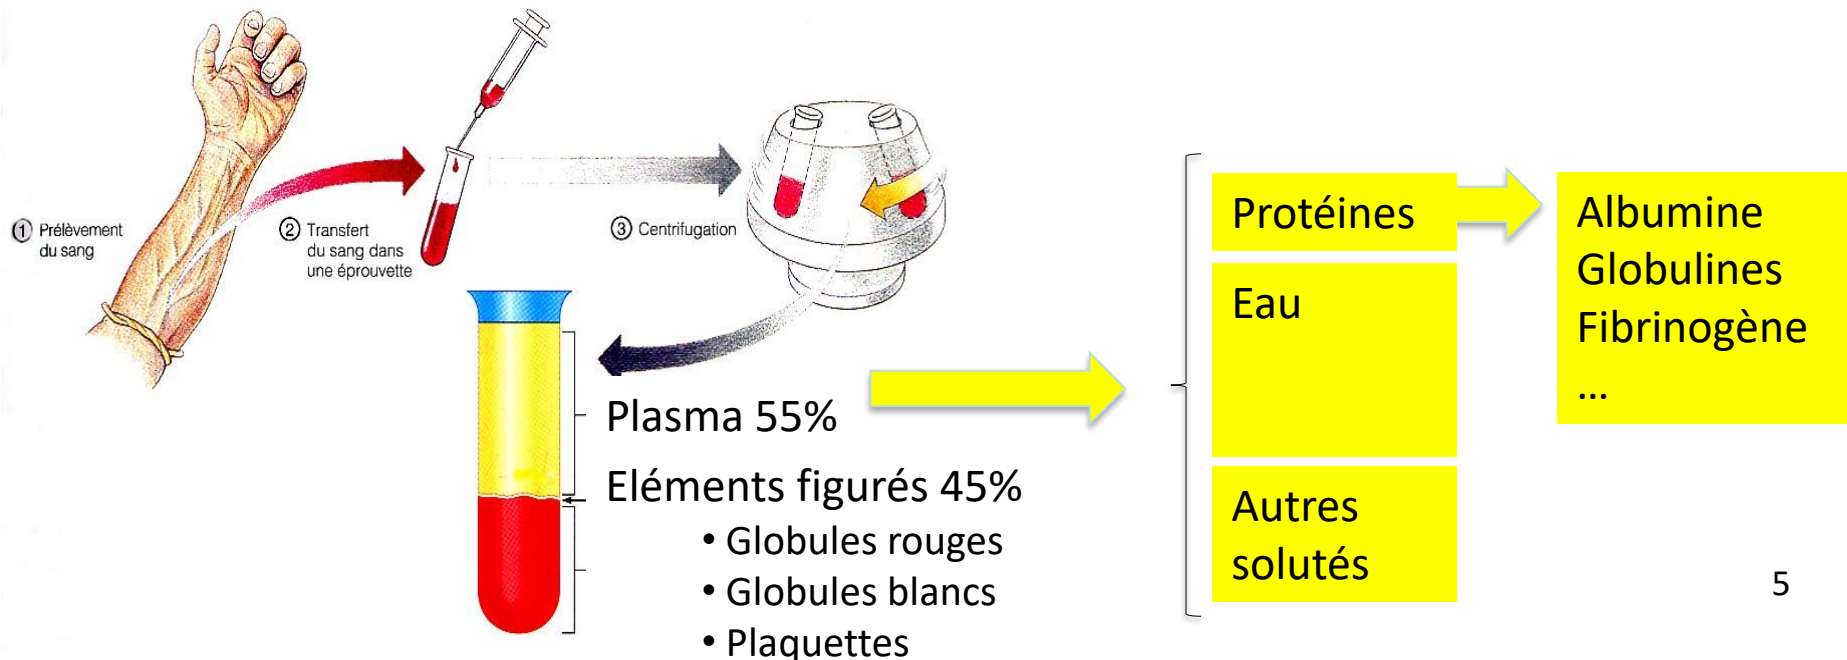 ① Prélèvement
du sang
② Transfert
du sang dans
une éprouvette
③ Centrifugation
Plasma 55%
Eléments figurés 45%
• Globules rouges
• Globules blancs
• Plaquettes
Protéines
Eau
Autres
solutés
Albumine
Globulines
Fibrinogène
...
5